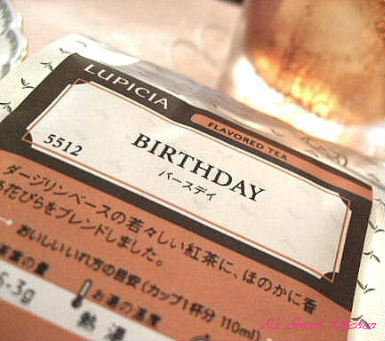 LUPICIA
FLAVORED TEA
5512
BIRTHDAY
バースデイ
ダージリンベースの若々しい紅茶に、ほのかに香
る花びらをブレンドしました。
おいしいいれ方の目安 (カップ1杯分 110ml)
茶葉の量
お湯の温度
5-3g
熱湯